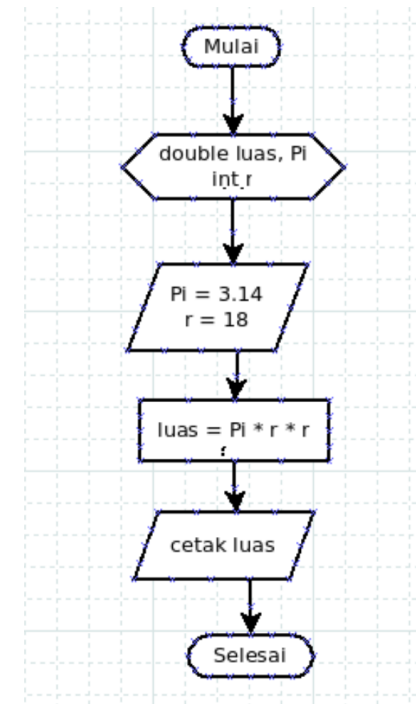 Mulai
double luas, Pi
int r
Pi = 3.14
r = 18
luas = Pi * r * r
cetak luas
Selesai